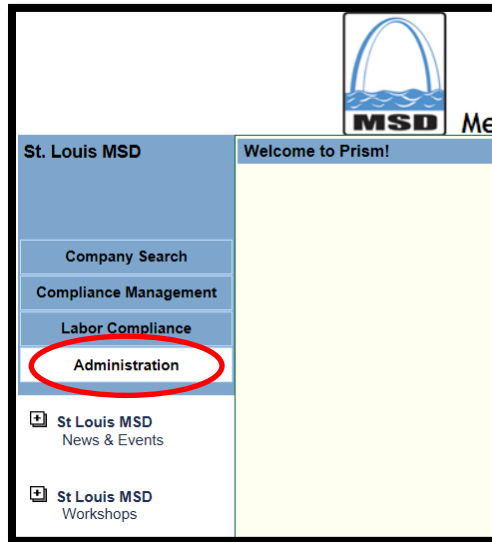 MSD Me
St. Louis MSD
Welcome to Prism!
Company Search
Compliance Management
Labor Compliance
Administration
St Louis MSD
News & Events
St Louis MSD
Workshops